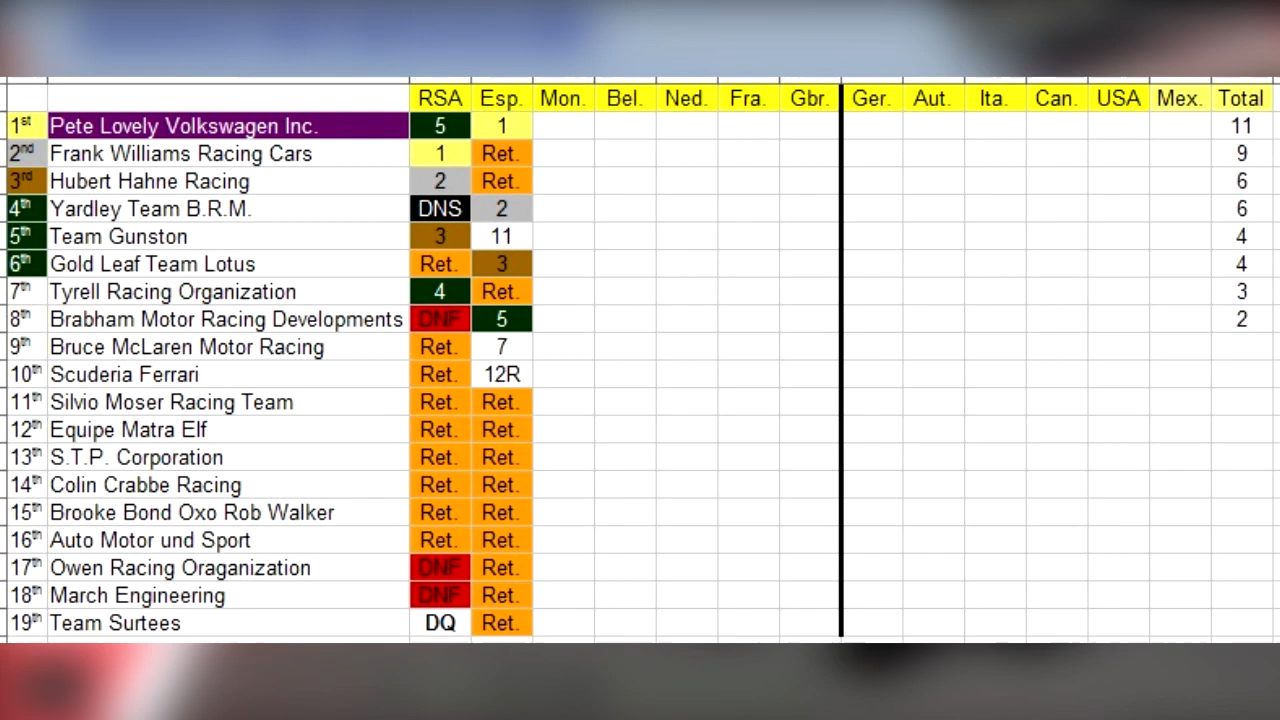 RSA Esp. Mon. Bel. Ned. Fra. Gbr. Ger. Aut. Ita. Can. USA Mex. Total
1st Pete Lovely Volkswagen Inc. 5 1 11
2nd Frank Williams Racing Cars 1 Ret. 9
3rd Hubert Hahne Racing 2 Ret. 6
4th Yardley Team B.R.M. DNS 2 6
5th Team Gunston 3 11 4
6th Gold Leaf Team Lotus Ret. 3 4
7th Tyrell Racing Organization 4 Ret. 3
8th Brabham Motor Racing Developments DNF 5 2
9th Bruce McLaren Motor Racing Ret. 7
10th Scuderia Ferrari Ret. 12R
11th Silvio Moser Racing Team Ret. Ret.
12th Equipe Matra Elf Ret. Ret.
13th S.T.P. Corporation Ret. Ret.
14th Colin Crabbe Racing Ret. Ret.
15th Brooke Bond Oxo Rob Walker Ret. Ret.
16th Auto Motor und Sport Ret. Ret.
17th Owen Racing Oraganization DNF Ret.
18th March Engineering DNF Ret.
19th Team Surtees DQ Ret.